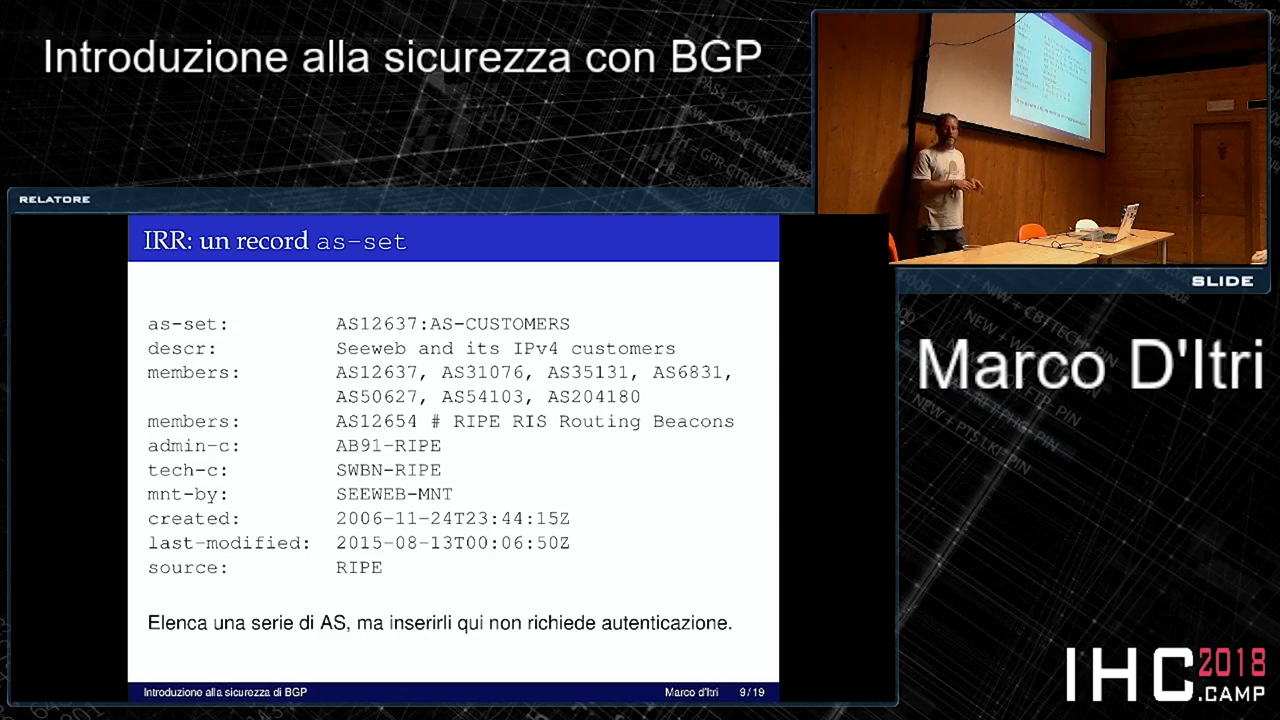 Introduzione alla sicurezza con BGP
RELATORE
IRR: un record as-set
as-set: AS12637:AS-CUSTOMERS
descr: Seeweb and its IPv4 customers
members: AS12637, AS31076, AS35131, AS6831,
AS50627, AS54103, AS204180
members: AS12654 # RIPE RIS Routing Beacons
admin-c: AB91-RIPE
tech-c: SWBN-RIPE
mnt-by: SEEWEB-MNT
created: 2006-11-24T23:44:15Z
last-modified: 2015-08-13T00:06:50Z
source: RIPE
Elenca una serie di AS, ma inserirli qui non richiede autenticazione.
Introduzione alla sicurezza di BGP Marco d'Itri 9/19
SLIDE
Marco D'Itri
IHC 2018
.CAMP